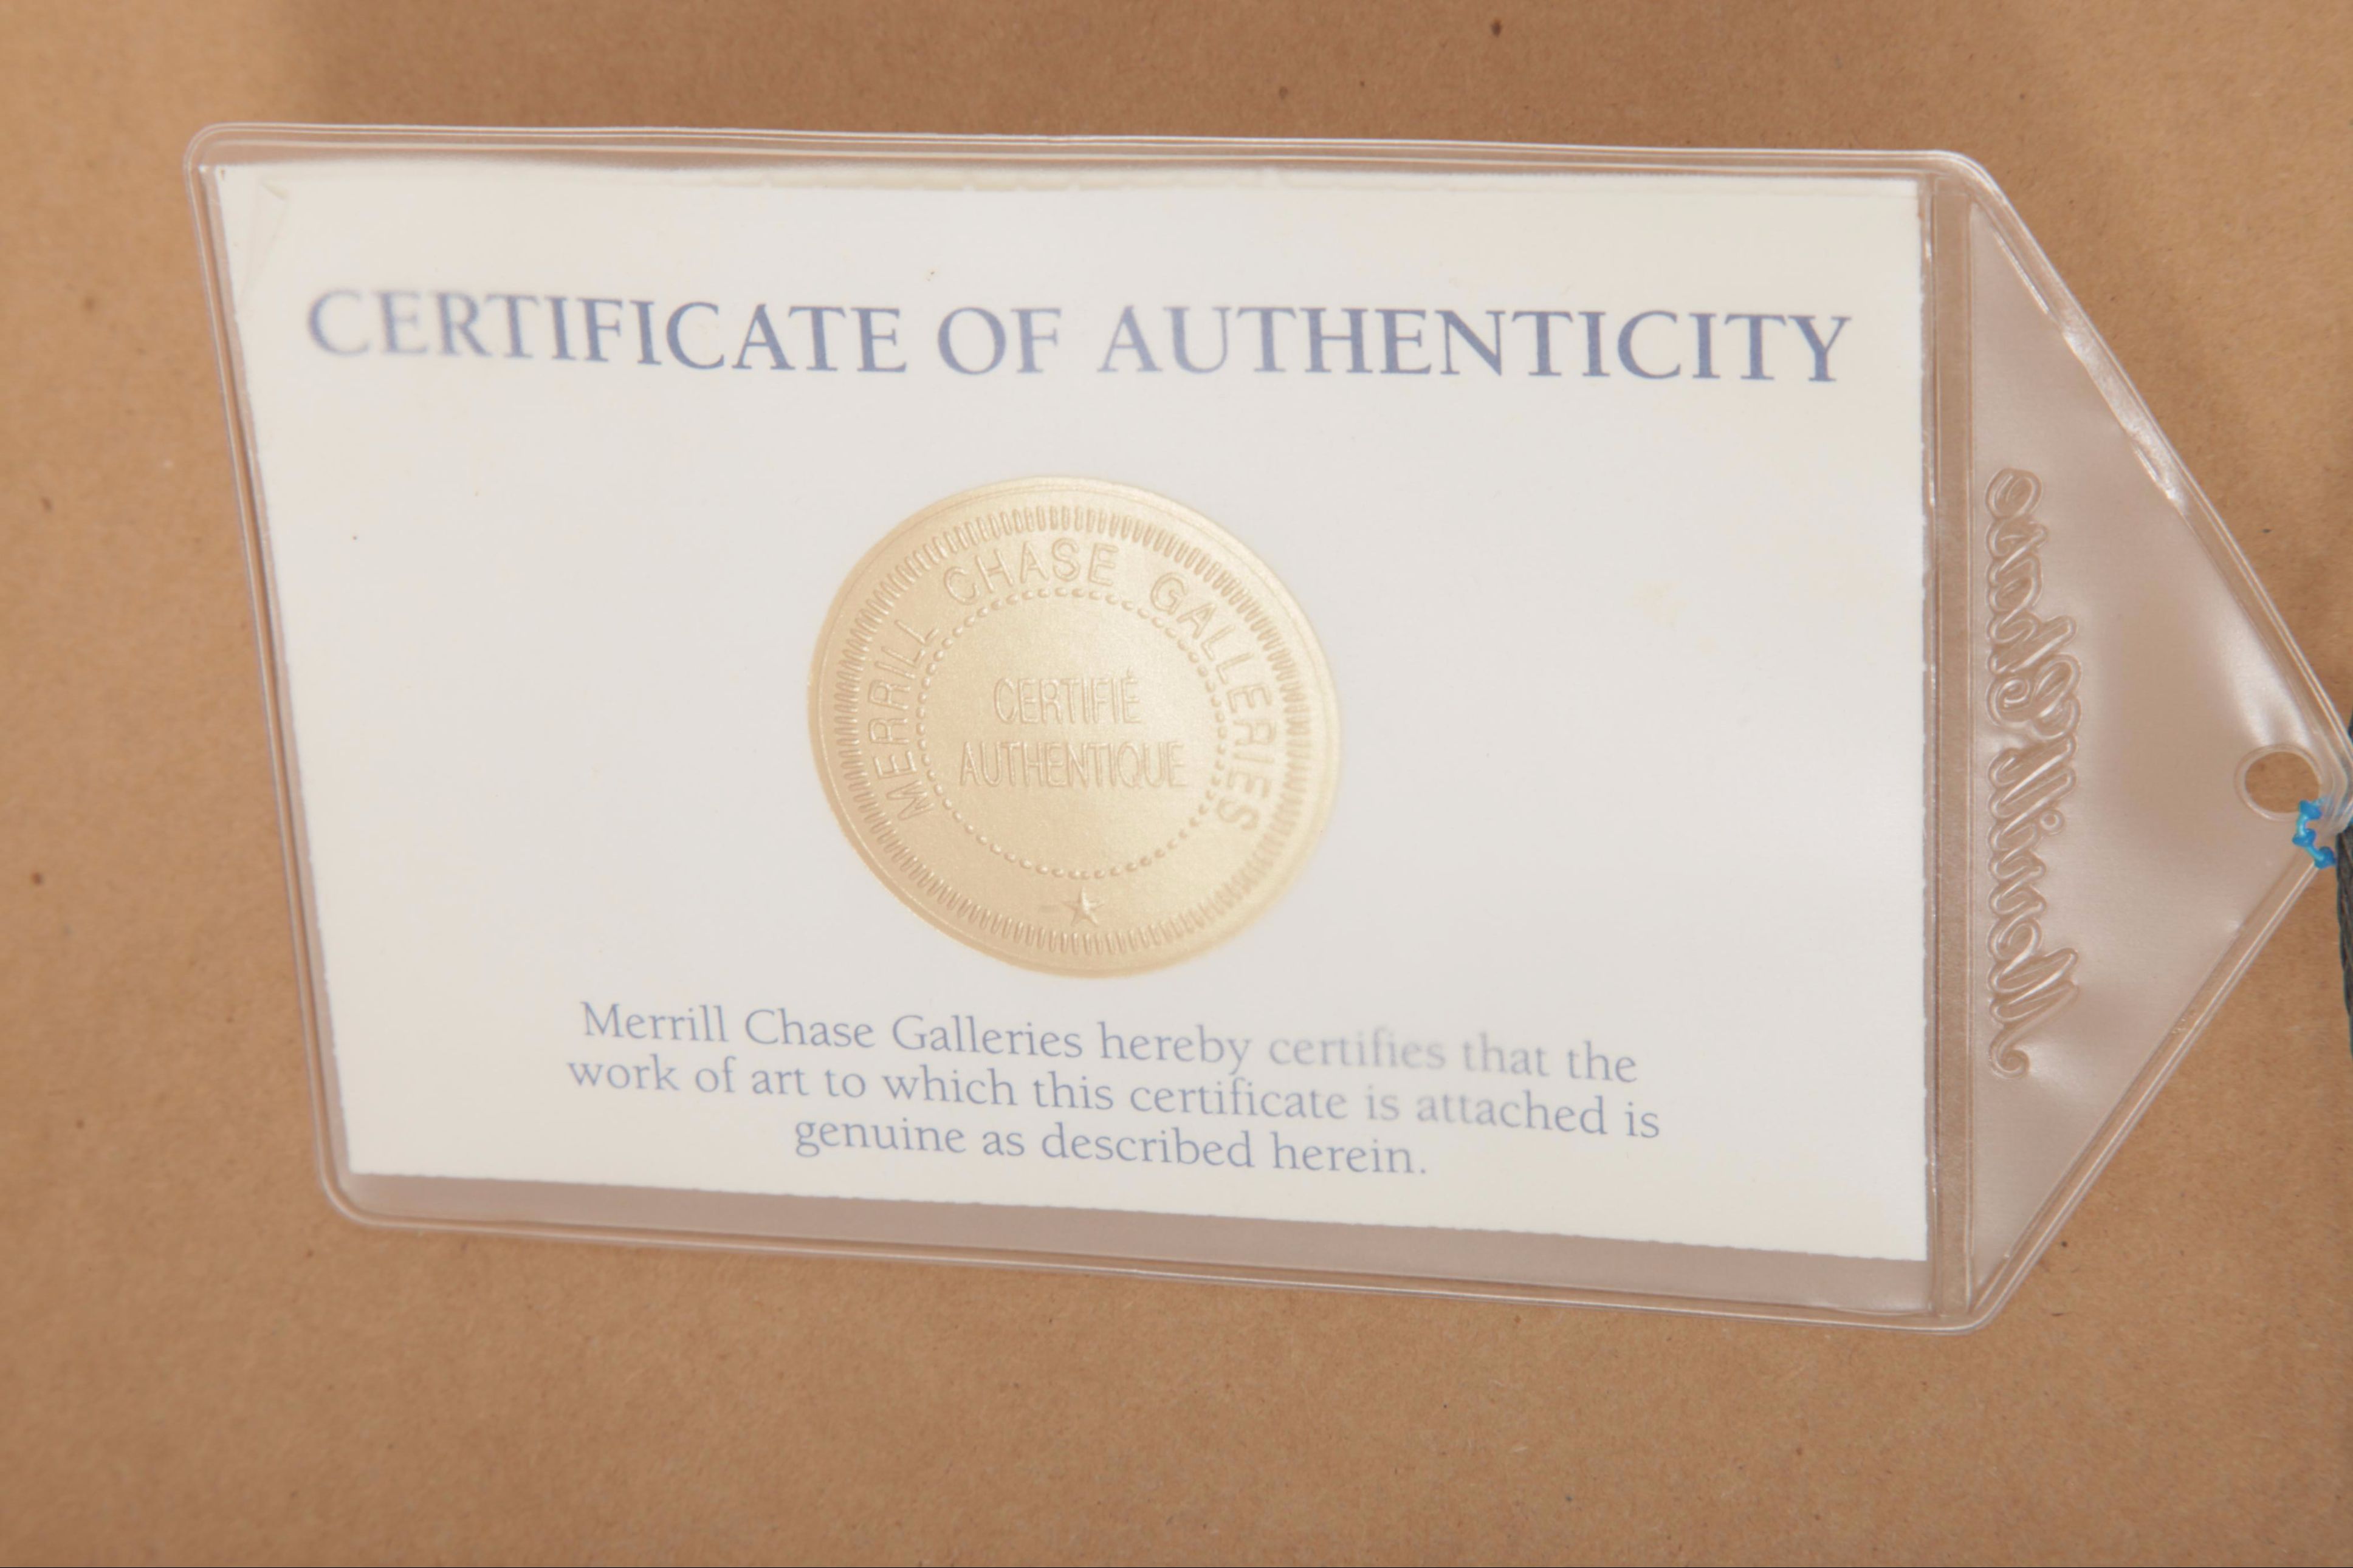 CERTIFICATE OF AUTHENTICITY
MERRILL CHASE GALLERIES
CERTIFIÉ
AUTHENTIQUE
Merrill Chase Galleries hereby certifies that the
work of art to which this certificate is attached is
genuine as described herein.